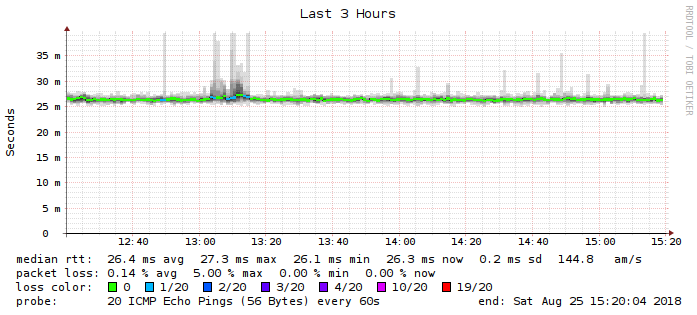 Last 3 Hours
RRDTOOL / TOBI OETIKER
Seconds
35 m
30 m
25 m
20 m
15 m
10 m
5 m
0
12:40 13:00 13:20 13:40 14:00 14:20 14:40 15:00 15:20
median rtt: 26.4 ms avg 27.3 ms max 26.1 ms min 26.3 ms now 0.2 ms sd 144.8 am/s
packet loss: 0.14 % avg 5.00 % max 0.00 % min 0.00 % now
loss color: 0 1/20 2/20 3/20 4/20 10/20 19/20
probe: 20 ICMP Echo Pings (56 Bytes) every 60s end: Sat Aug 25 15:20:04 2018